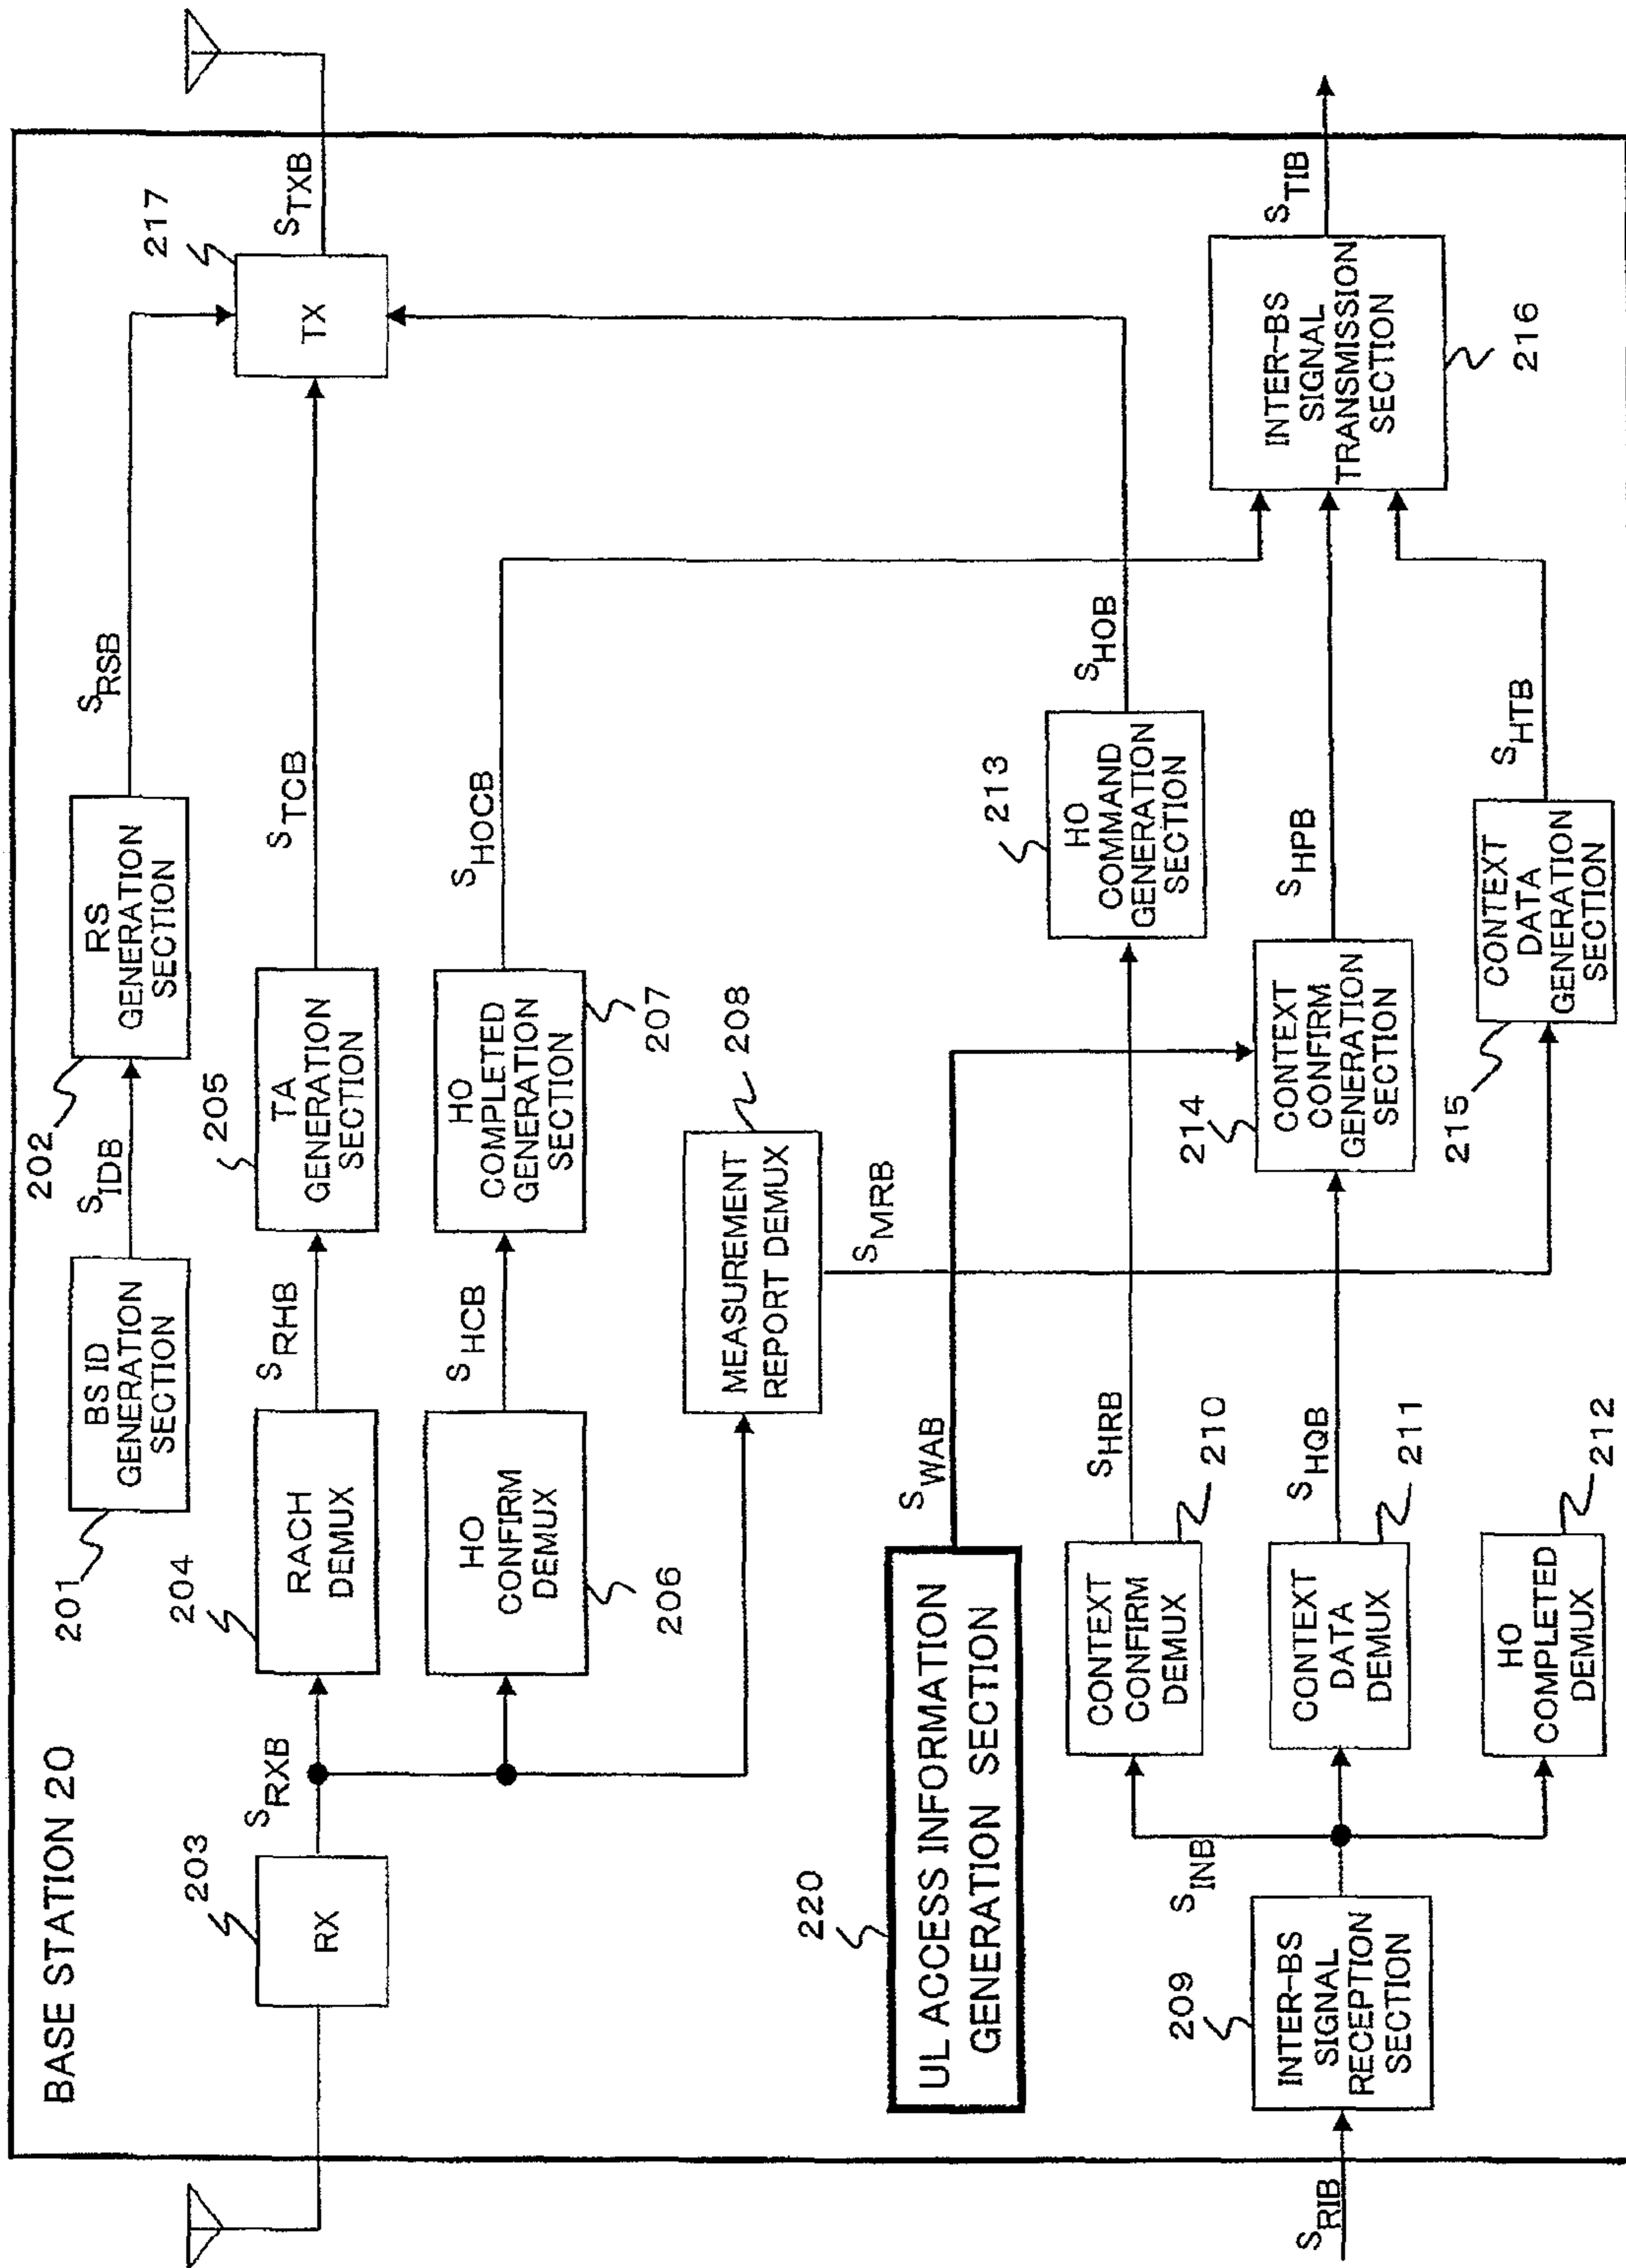 BASE STATION 20
201
BS ID
GENERATION
SECTION
S_IDB
202
RS
GENERATION
SECTION
S_RSB
203
RX
S_RXB
204
RACH
DEMUX
S_RHB
205
TA
GENERATION
SECTION
S_TCB
217
TX
S_TXB
HO
CONFIRM
DEMUX
206
S_HCB
HO
COMPLETED
GENERATION
SECTION
207
S_HOCB
MEASUREMENT
REPORT DEMUX
208
S_MRB
220
UL ACCESS INFORMATION
GENERATION SECTION
S_WAB
209
INTER-BS
SIGNAL
RECEPTION
SECTION
S_RIB
S_INB
CONTEXT
CONFIRM
DEMUX
210
S_HRB
213
HO
COMMAND
GENERATION
SECTION
S_HOB
CONTEXT
DATA
DEMUX
211
S_HQB
214
CONTEXT
CONFIRM
GENERATION
SECTION
S_HPB
HO
COMPLETED
DEMUX
212
215
CONTEXT
DATA
GENERATION
SECTION
S_HTB
INTER-BS
SIGNAL
TRANSMISSION
SECTION
216
S_TIB